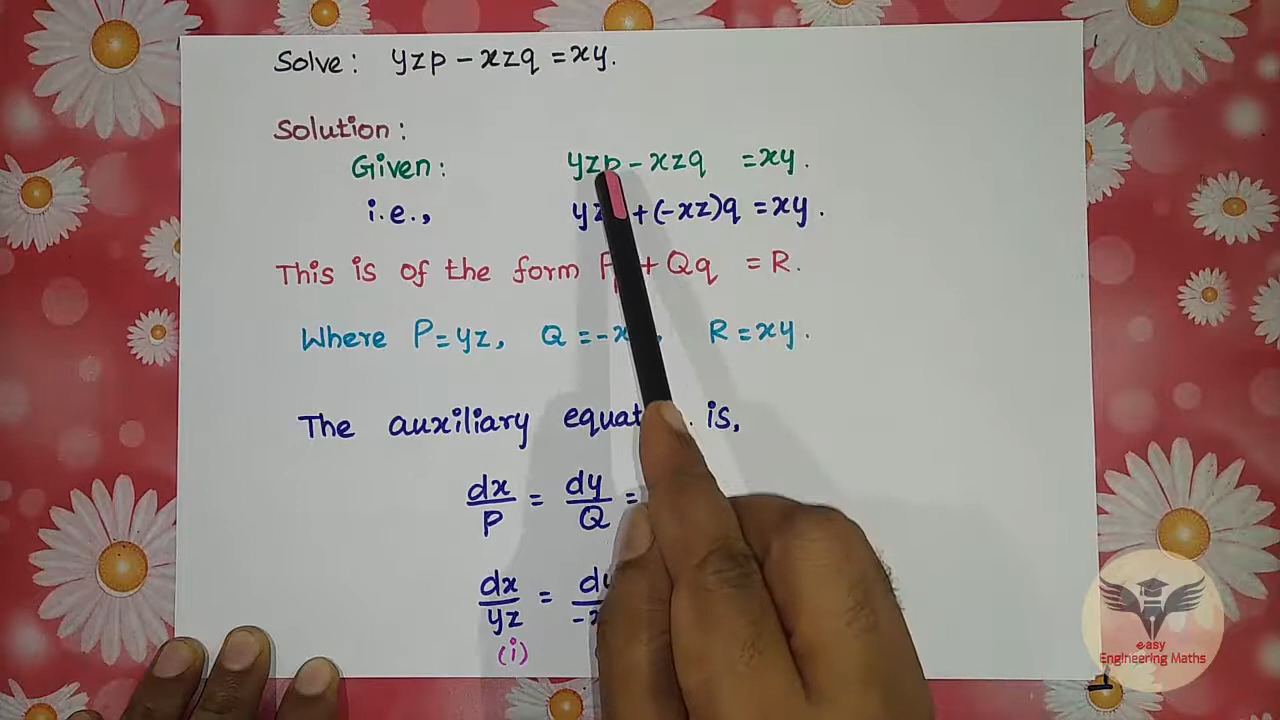 Solve: yzp - xzq = xy.
Solution:
Given: yzp - xzq = xy.
i.e., + (-xz)q = xy.
This is of the form + Qq = R.
Where P = yz, Q = -x , R = xy.
The auxiliary is,
dx/P = dy/Q =
dx/yz =
(i)
easy
Engineering Maths